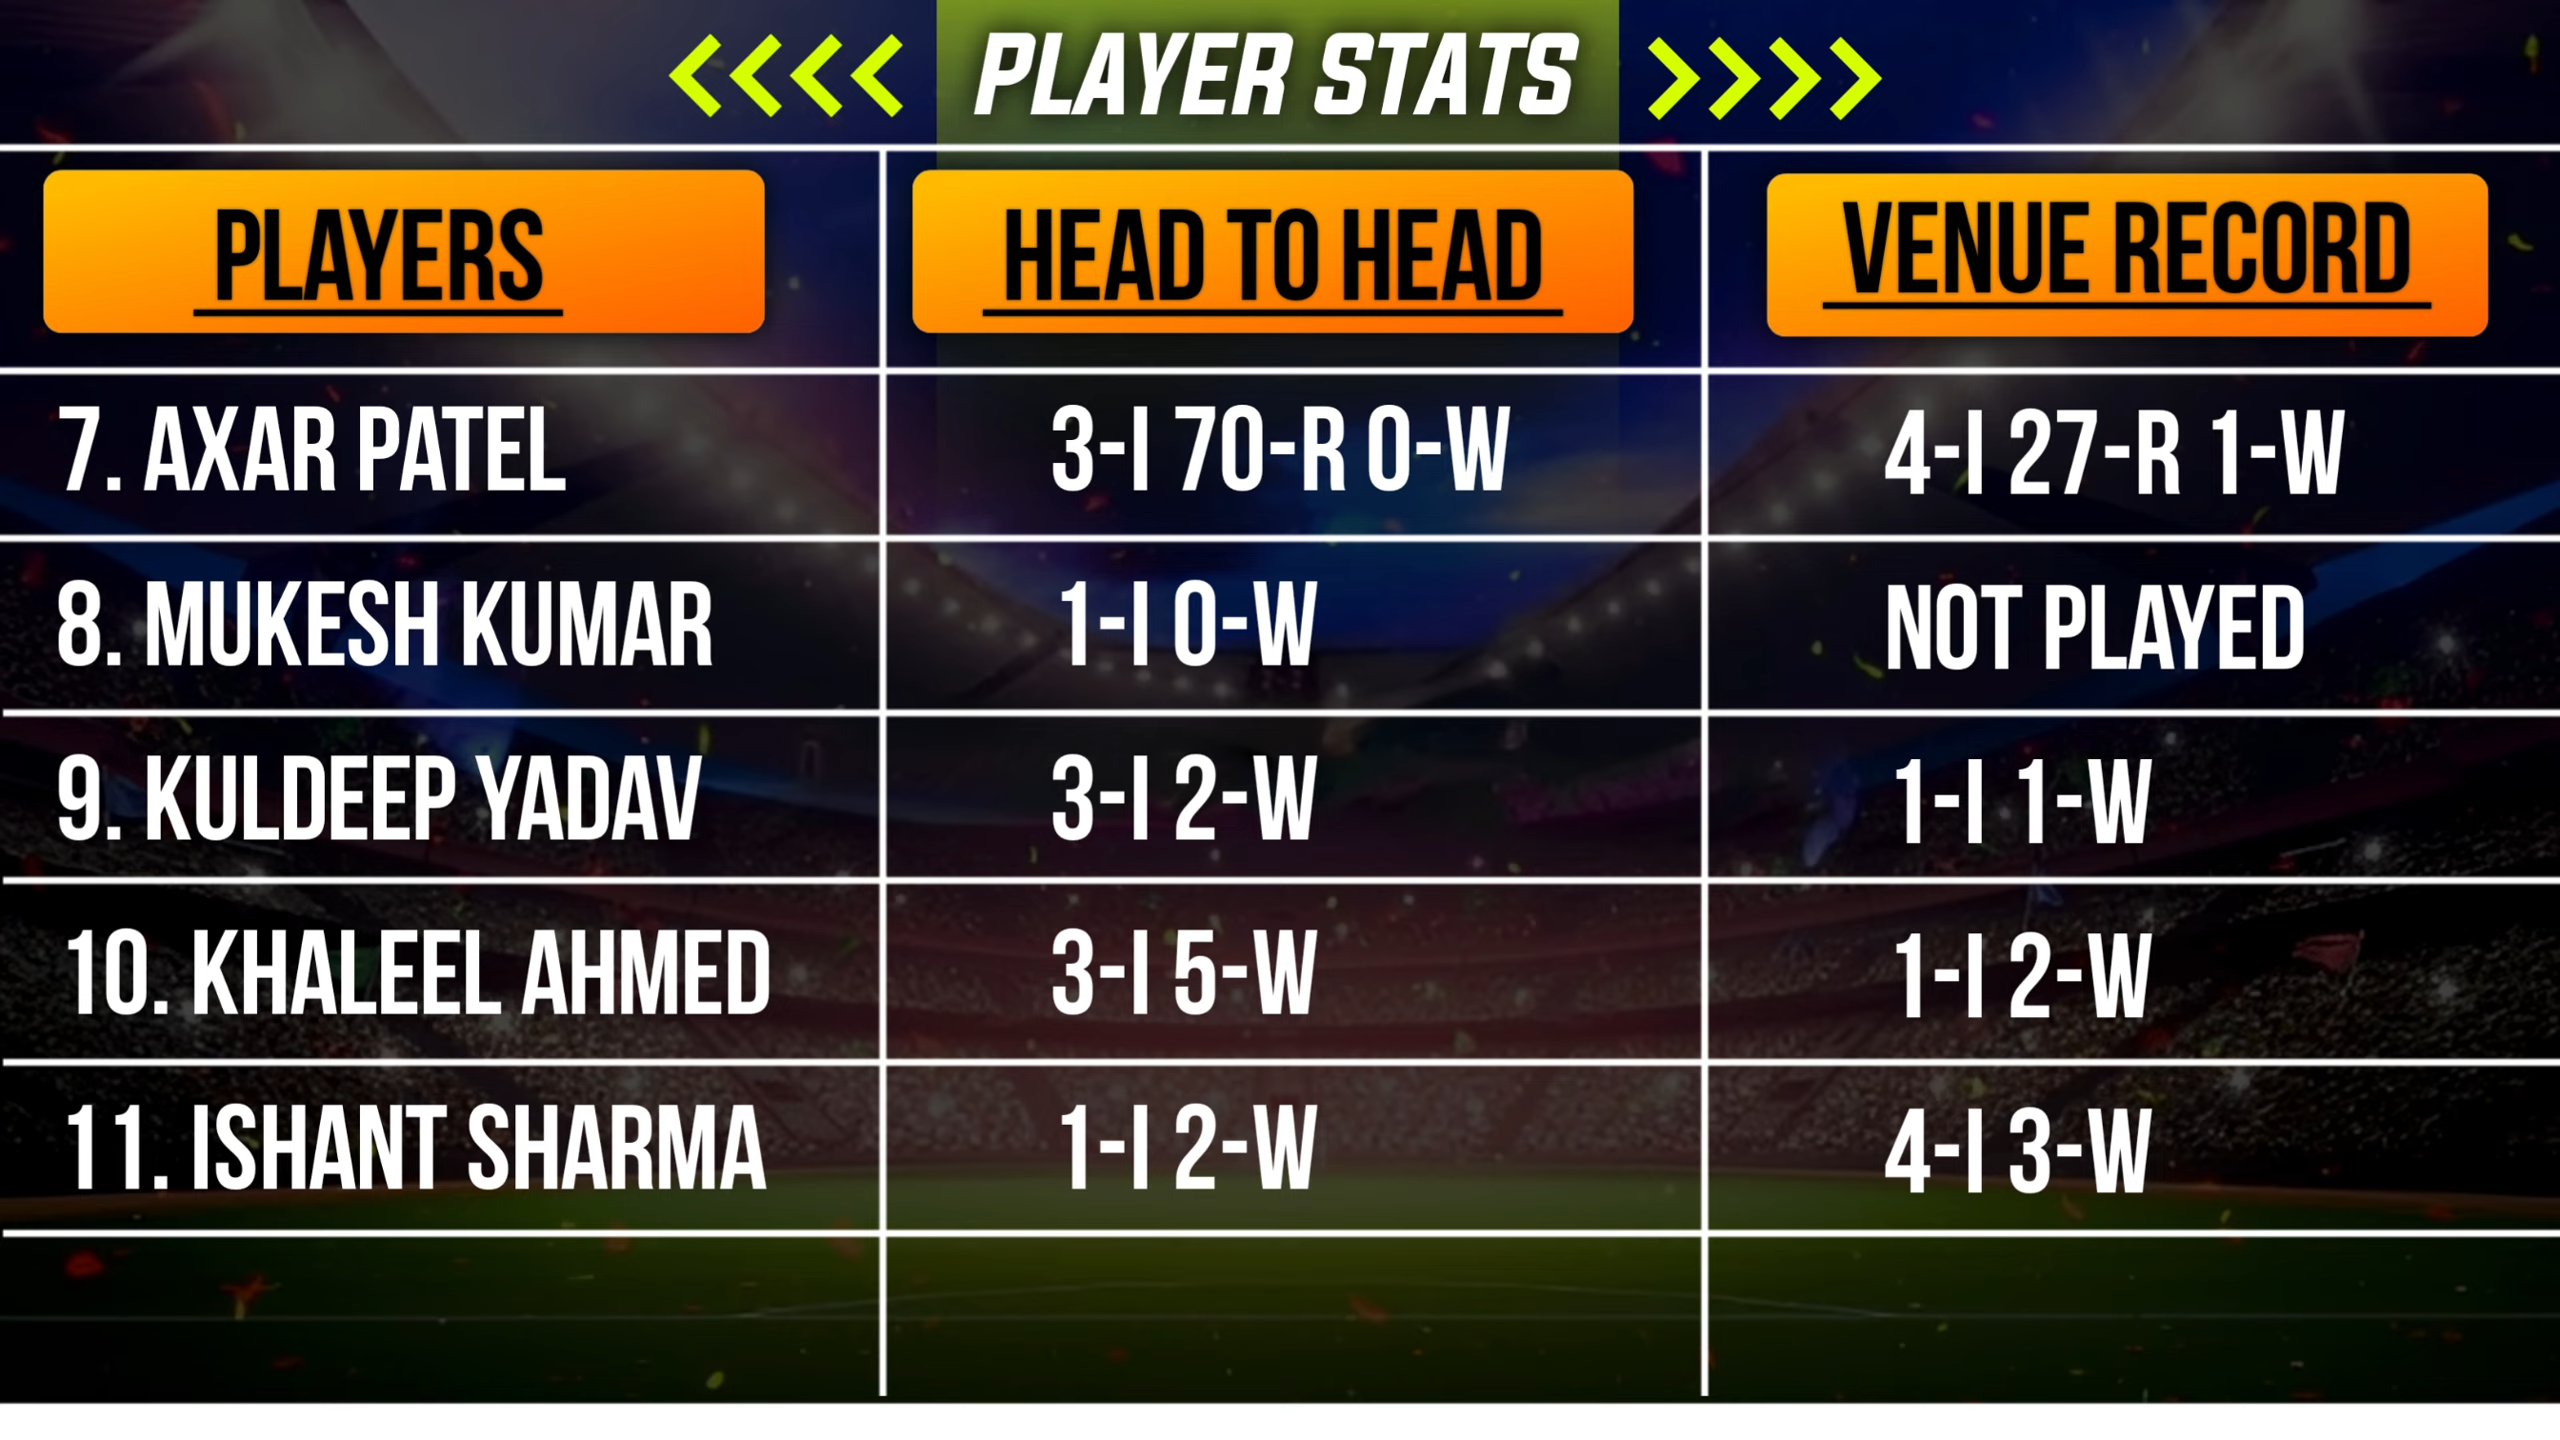 <<<< PLAYER STATS >>>>
PLAYERS HEAD TO HEAD VENUE RECORD
7. AXAR PATEL 3-I 70-R 0-W 4-I 27-R 1-W
8. MUKESH KUMAR 1-I 0-W NOT PLAYED
9. KULDEEP YADAV 3-I 2-W 1-I 1-W
10. KHALEEL AHMED 3-I 5-W 1-I 2-W
11. ISHANT SHARMA 1-I 2-W 4-I 3-W